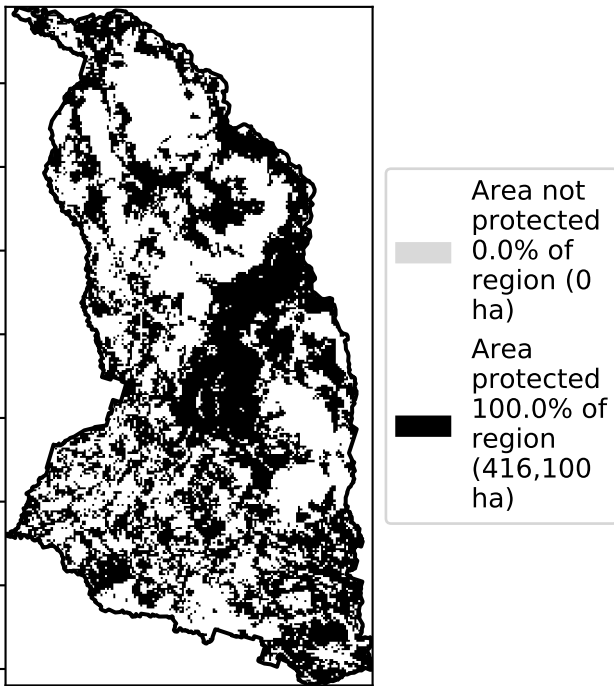 Area not
protected
0.0% of
region (0
ha)
Area
protected
100.0% of
region
(416,100
ha)